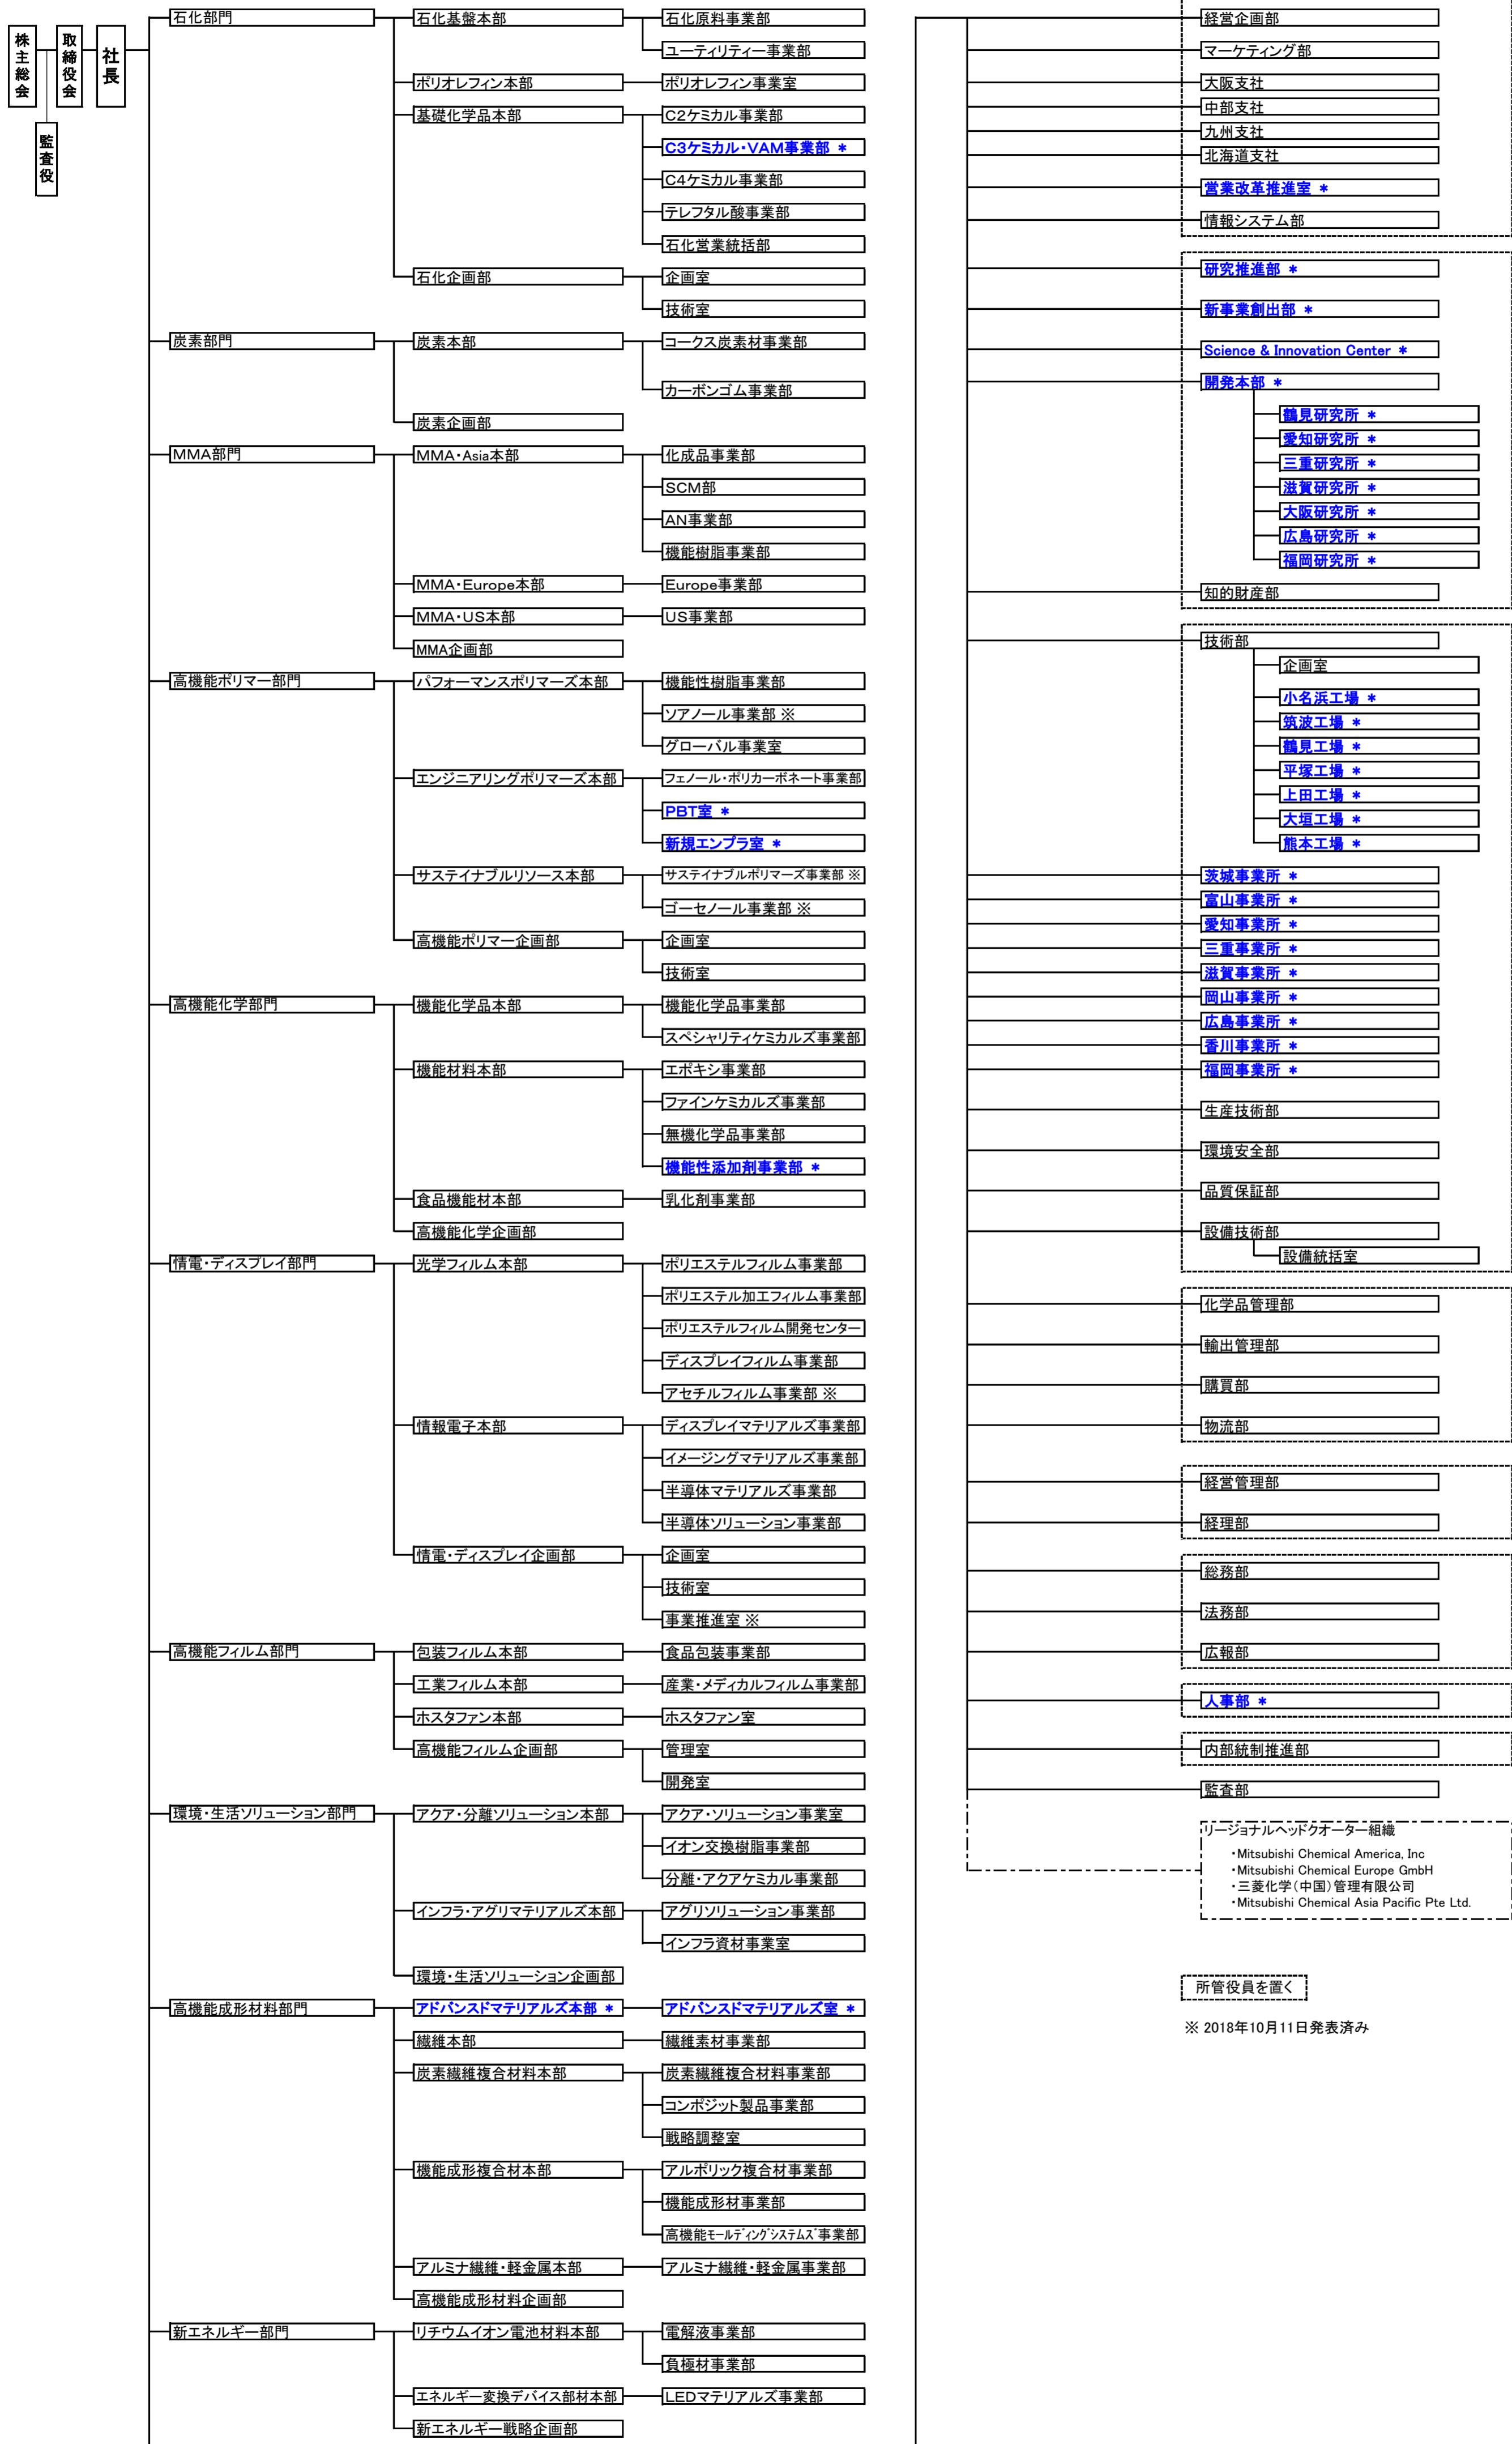 株主総会
取締役会
社長
監査役
石化部門
石化基盤本部
石化原料事業部
ユーティリティー事業部
ポリオレフィン本部
ポリオレフィン事業室
基礎化学品本部
C2ケミカル事業部
C3ケミカル・VAM事業部 *
C4ケミカル事業部
テレフタル酸事業部
石化営業統括部
石化企画部
企画室
技術室
炭素部門
炭素本部
コークス炭素材事業部
カーボンゴム事業部
炭素企画部
MMA部門
MMA・Asia本部
化成品事業部
SCM部
AN事業部
機能樹脂事業部
MMA・Europe本部
Europe事業部
MMA・US本部
US事業部
MMA企画部
高機能ポリマー部門
パフォーマンスポリマーズ本部
機能性樹脂事業部
ソアノール事業部 ※
グローバル事業室
エンジニアリングポリマーズ本部
フェノール・ポリカーボネート事業部
PBT室 *
新規エンプラ室 *
サステイナブルリソース本部
サステイナブルポリマーズ事業部 ※
ゴーセノール事業部 ※
高機能ポリマー企画部
企画室
技術室
高機能化学部門
機能化学品本部
機能化学品事業部
スペシャリティケミカルズ事業部
機能材料本部
エポキシ事業部
ファインケミカルズ事業部
無機化学品事業部
機能性添加剤事業部 *
食品機能材本部
乳化剤事業部
高機能化学企画部
情電・ディスプレイ部門
光学フィルム本部
ポリエステルフィルム事業部
ポリエステル加工フィルム事業部
ポリエステルフィルム開発センター
ディスプレイフィルム事業部
アセチルフィルム事業部 ※
情報電子本部
ディスプレイマテリアルズ事業部
イメージングマテリアルズ事業部
半導体マテリアルズ事業部
半導体ソリューション事業部
情電・ディスプレイ企画部
企画室
技術室
事業推進室 ※
高機能フィルム部門
包装フィルム本部
食品包装事業部
工業フィルム本部
産業・メディカルフィルム事業部
ホスタファン本部
ホスタファン室
高機能フィルム企画部
管理室
開発室
環境・生活ソリューション部門
アクア・分離ソリューション本部
アクア・ソリューション事業室
イオン交換樹脂事業部
分離・アクアケミカル事業部
インフラ・アグリマテリアルズ本部
アグリソリューション事業部
インフラ資材事業室
環境・生活ソリューション企画部
高機能成形材料部門
アドバンスドマテリアルズ本部 *
アドバンスドマテリアルズ室 *
繊維本部
繊維素材事業部
炭素繊維複合材料本部
炭素繊維複合材料事業部
コンポジット製品事業部
戦略調整室
機能成形複合材本部
アルポリック複合材事業部
機能成形材事業部
高機能ﾓｰﾙﾃﾞｨﾝｸﾞｼｽﾃﾑｽﾞ事業部
アルミナ繊維・軽金属本部
アルミナ繊維・軽金属事業部
高機能成形材料企画部
新エネルギー部門
リチウムイオン電池材料本部
電解液事業部
負極材事業部
エネルギー変換デバイス部材本部
LEDマテリアルズ事業部
新エネルギー戦略企画部
経営企画部
マーケティング部
大阪支社
中部支社
九州支社
北海道支社
営業改革推進室 *
情報システム部
研究推進部 *
新事業創出部 *
Science & Innovation Center *
開発本部 *
鶴見研究所 *
愛知研究所 *
三重研究所 *
滋賀研究所 *
大阪研究所 *
広島研究所 *
福岡研究所 *
知的財産部
技術部
企画室
小名浜工場 *
筑波工場 *
鶴見工場 *
平塚工場 *
上田工場 *
大垣工場 *
熊本工場 *
茨城事業所 *
富山事業所 *
愛知事業所 *
三重事業所 *
滋賀事業所 *
岡山事業所 *
広島事業所 *
香川事業所 *
福岡事業所 *
生産技術部
環境安全部
品質保証部
設備技術部
設備統括室
化学品管理部
輸出管理部
購買部
物流部
経営管理部
経理部
総務部
法務部
広報部
人事部 *
内部統制推進部
監査部
リージョナルヘッドクオーター組織
・Mitsubishi Chemical America, Inc
・Mitsubishi Chemical Europe GmbH
・三菱化学(中国)管理有限公司
・Mitsubishi Chemical Asia Pacific Pte Ltd.
所管役員を置く
※ 2018年10月11日発表済み